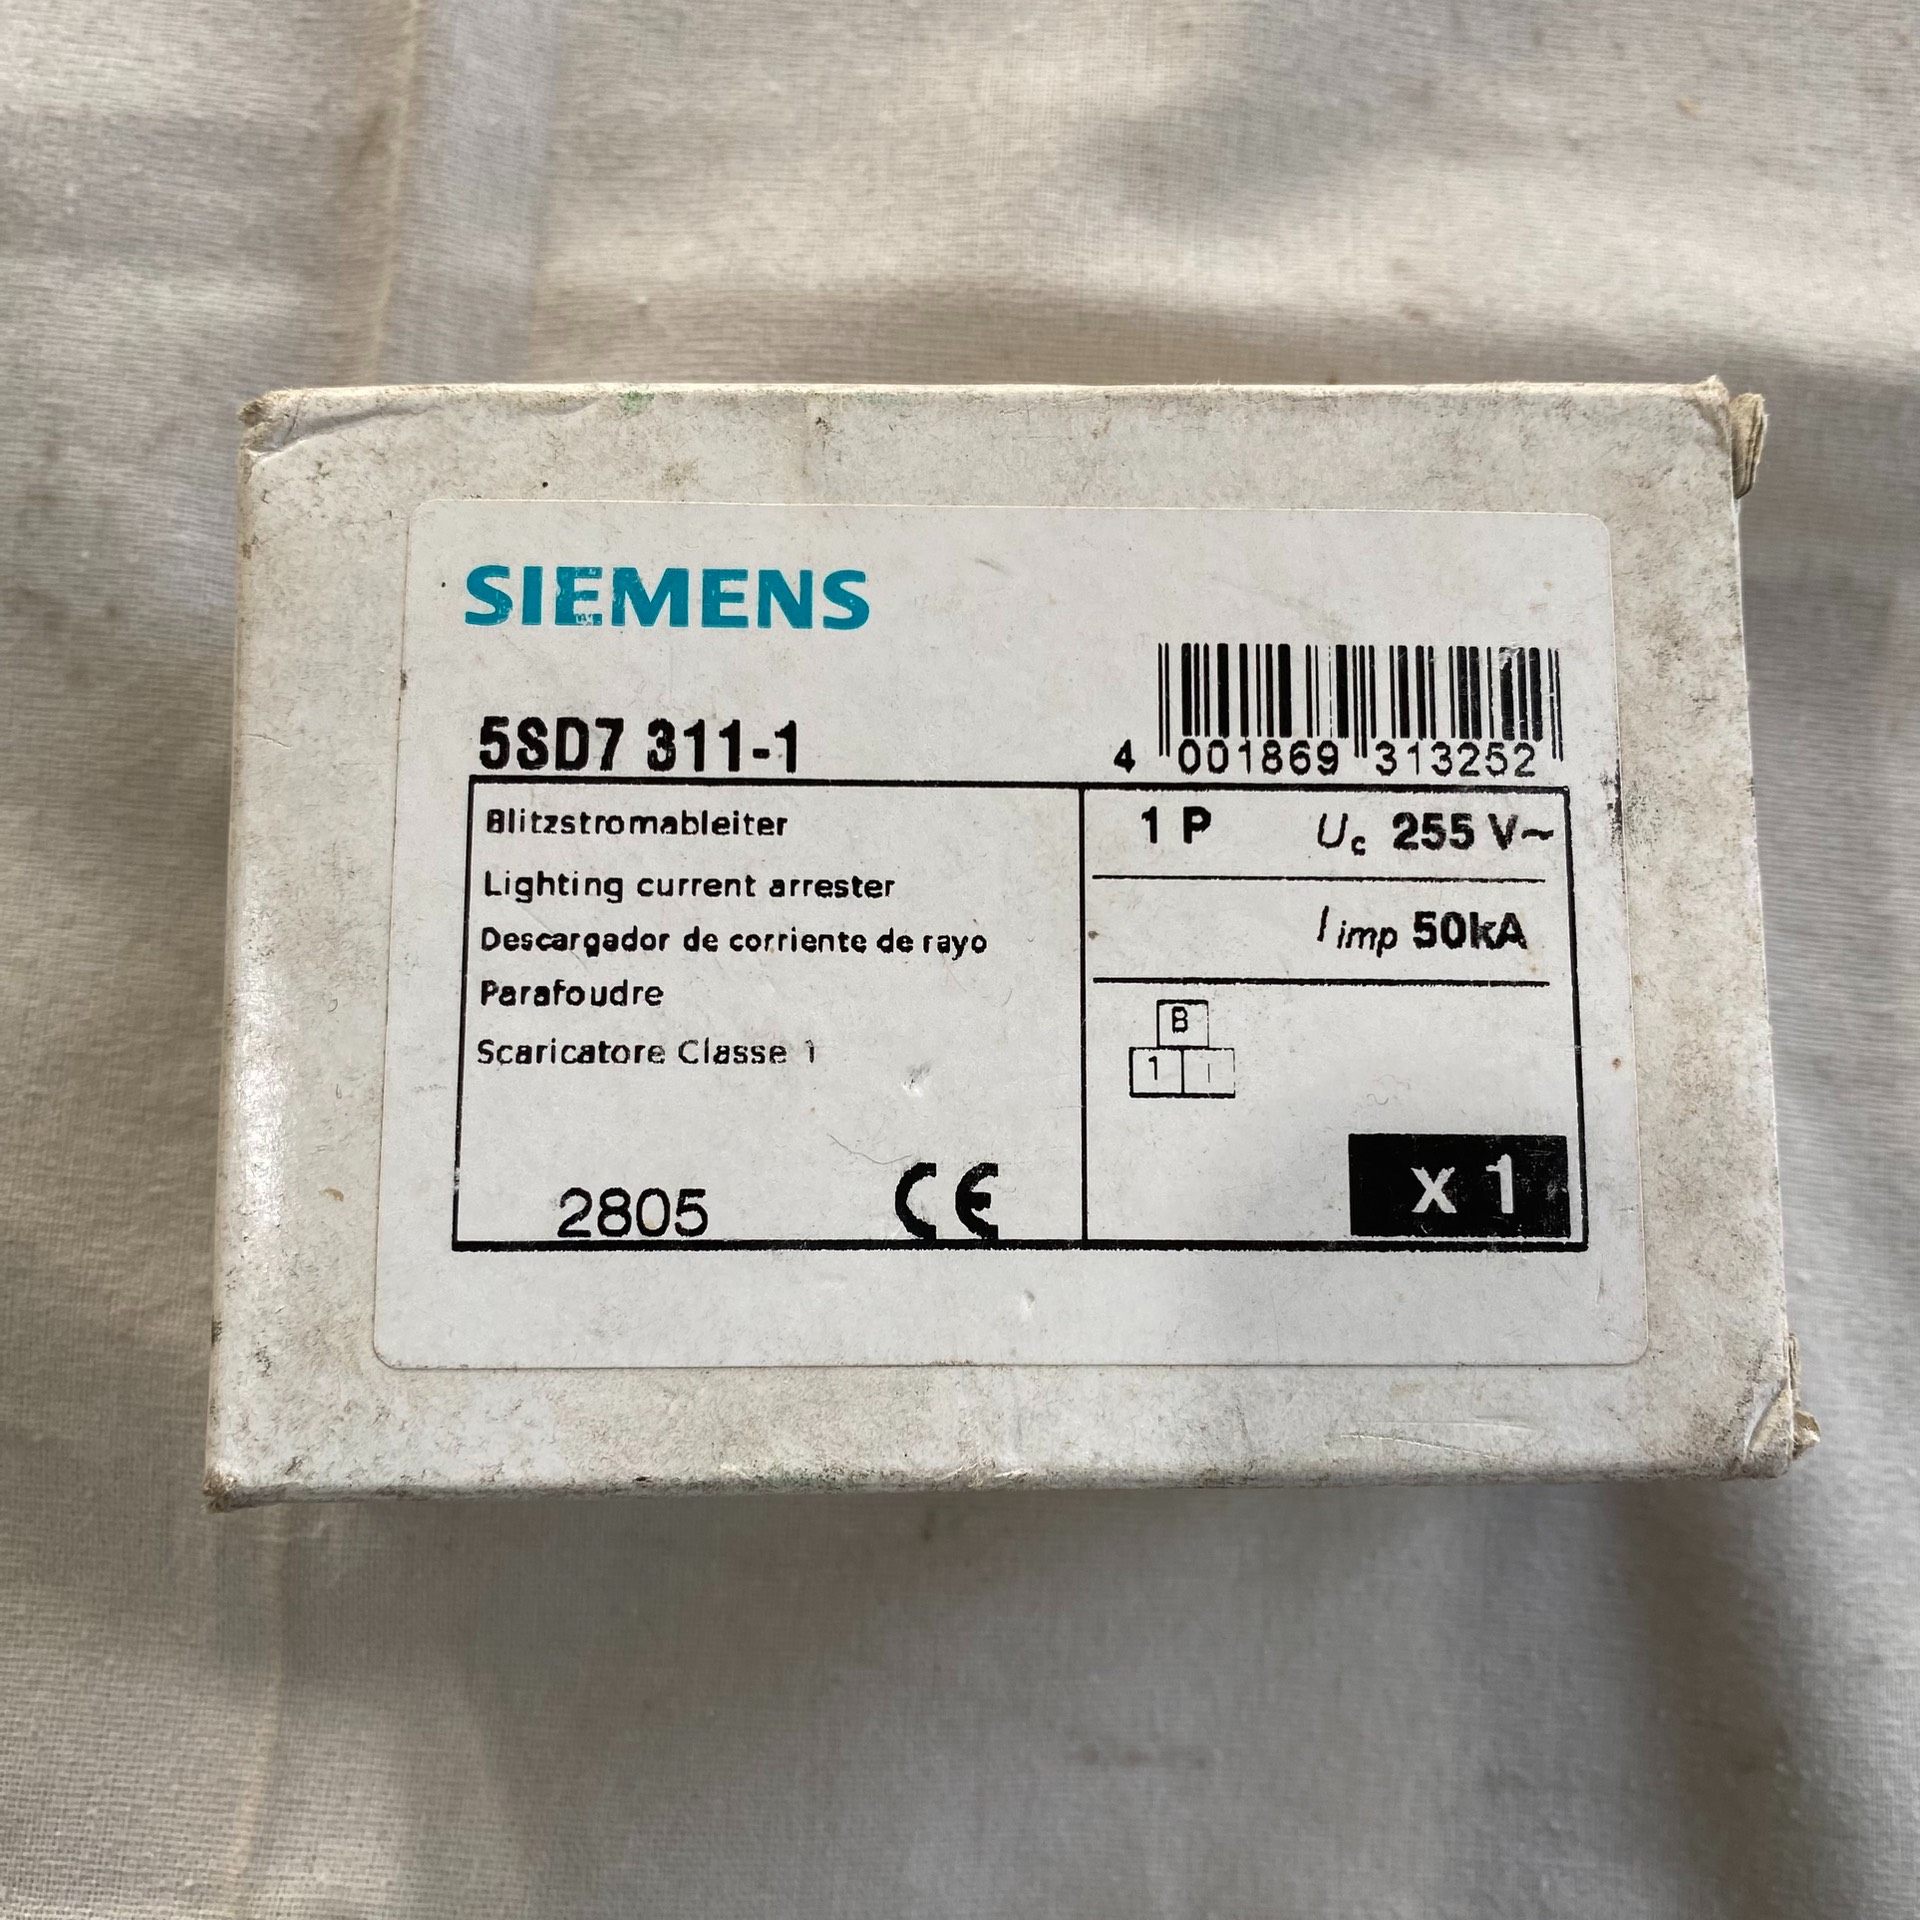 SIEMENS
5SD7 311-1
4 001869 313252
Blitzstromableiter
Lighting current arrester
Descargador de corriente de rayo
Parafoudre
Scaricatore Classe 1
2805 CE
1 P Uc 255 V~
I imp 50kA
B
1 I
x 1